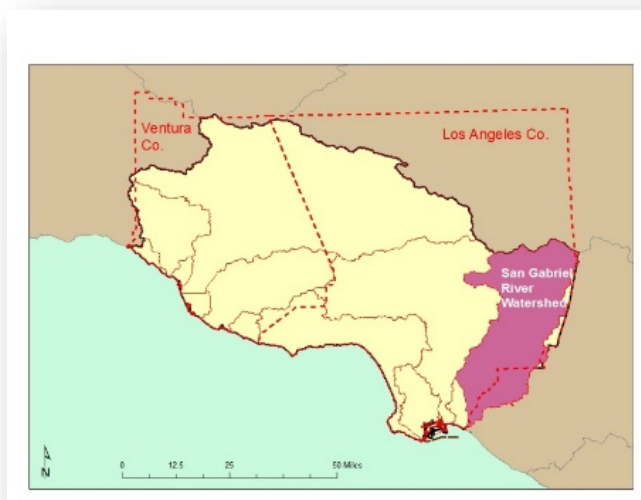 Ventura
Co.
Los Angeles Co.
San Gabriel
River
Watershed
N
0 12.5 25 50 Miles